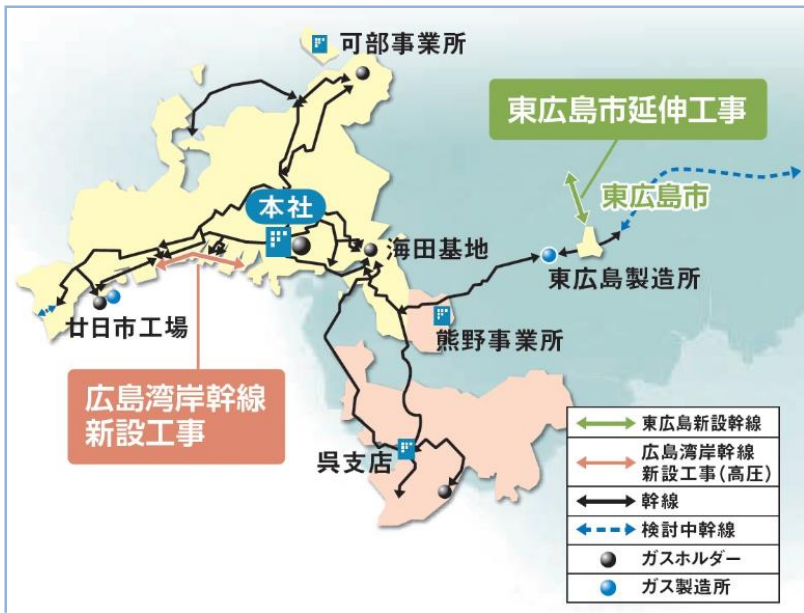 可部事業所
東広島市延伸工事
本社
東広島市
海田基地
東広島製造所
廿日市工場
熊野事業所
広島湾岸幹線
新設工事
呉支店
東広島新設幹線
広島湾岸幹線
新設工事(高圧)
幹線
検討中幹線
ガスホルダー
ガス製造所